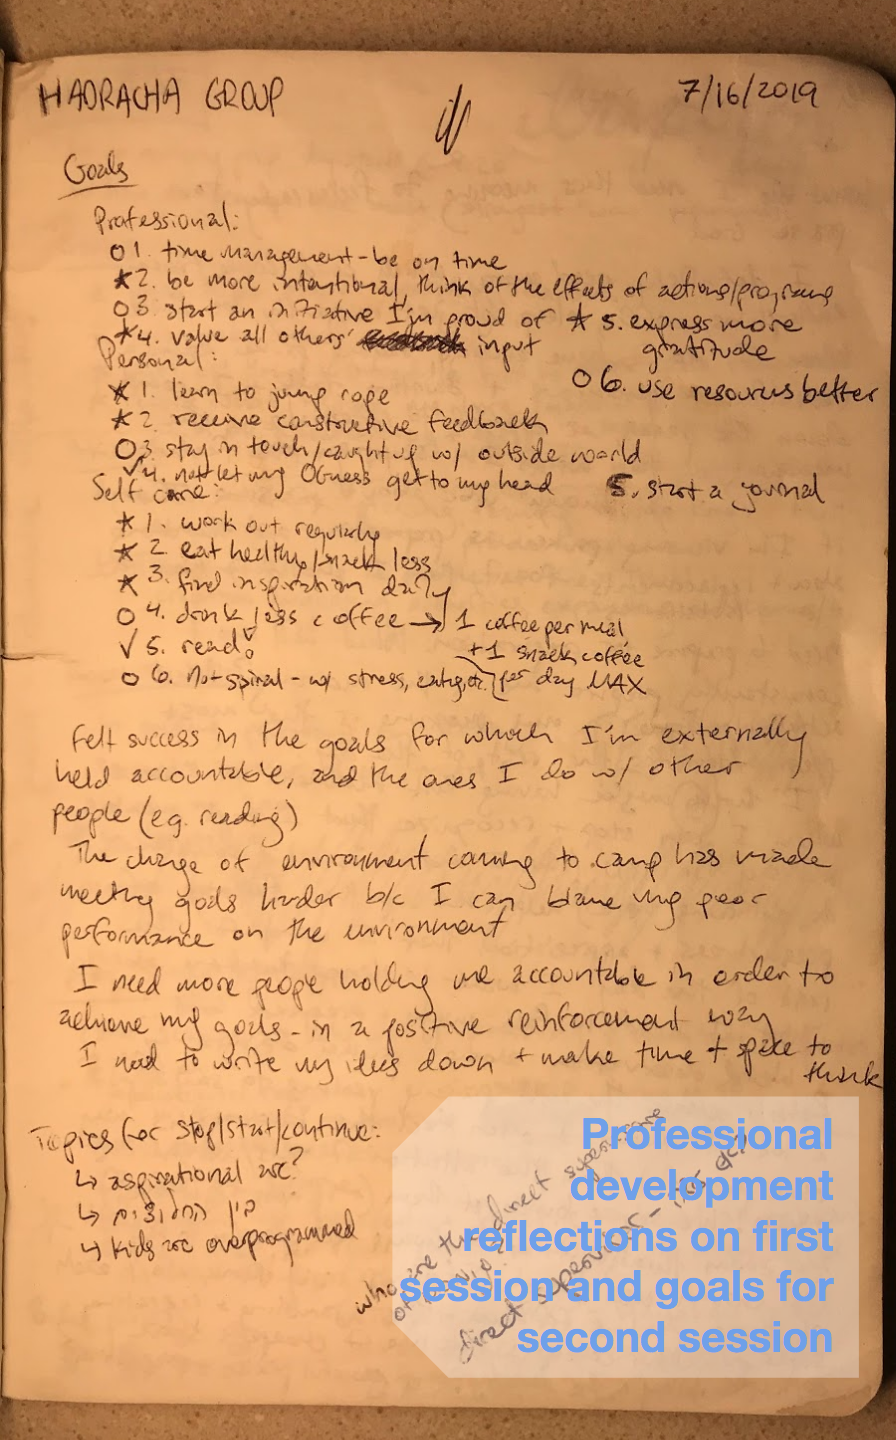 HADRACHA GROUP
7/16/2019
Goals
Professional:
O 1. time management - be on time
★ 2. be more intentional, think of the effects of actions/programs
O 3. start an initiative I'm proud of
★ 4. value all others' input
★ 5. express more
gratitude
O 6. use resources better
Personal:
★ 1. learn to jump rope
★ 2. receive constructive feedback
O 3. stay in touch/caught up w/ outside world
✓ 4. not let my OGness get to my head
5. start a journal
Self care:
★ 1. work out regularly
★ 2. eat healthy/snack less
★ 3. find inspiration daily
O 4. drink less coffee → 1 coffee per meal
+1 snack coffee
per day MAX
✓ 5. read!
O 6. not spiral - w/ stress, eating, etc.
Felt success in the goals for which I'm externally
held accountable, and the ones I do w/ other
people (e.g. reading)
The change of environment coming to camp has made
meeting goals harder b/c I can blame my poor
performance on the environment
I need more people holding me accountable in order to
achieve my goals - in a positive reinforcement way
I need to write my ideas down + make time + space to
think
Topics for stop/start/continue:
↳ aspirational arc?
↳ בין החלוצים
↳ kids are overprogrammed
who are the direct supervisors
of
direct supervisor -
Professional
development
reflections on first
session and goals for
second session